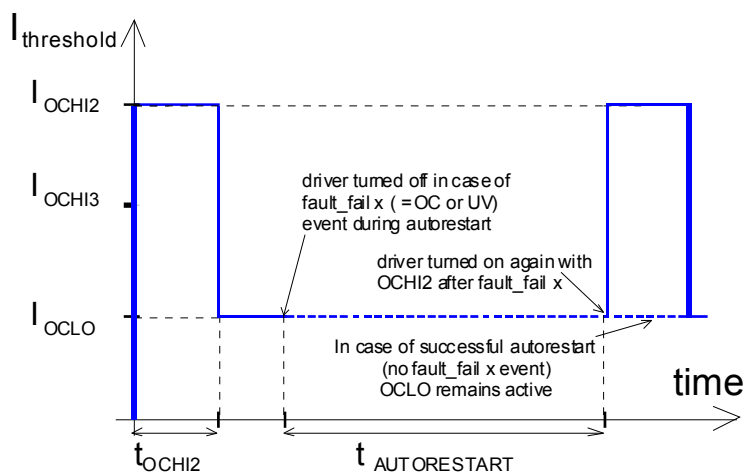 I threshold
I OCHI2
I OCHI3
I OCLO
driver turned off in case of
fault_fail x ( =OC or UV)
event during autorestart
driver turned on again with
OCHI2 after fault_fail x
In case of successful autorestart
(no fault_fail x event)
OCLO remains active
time
t OCHI2
t AUTORESTART